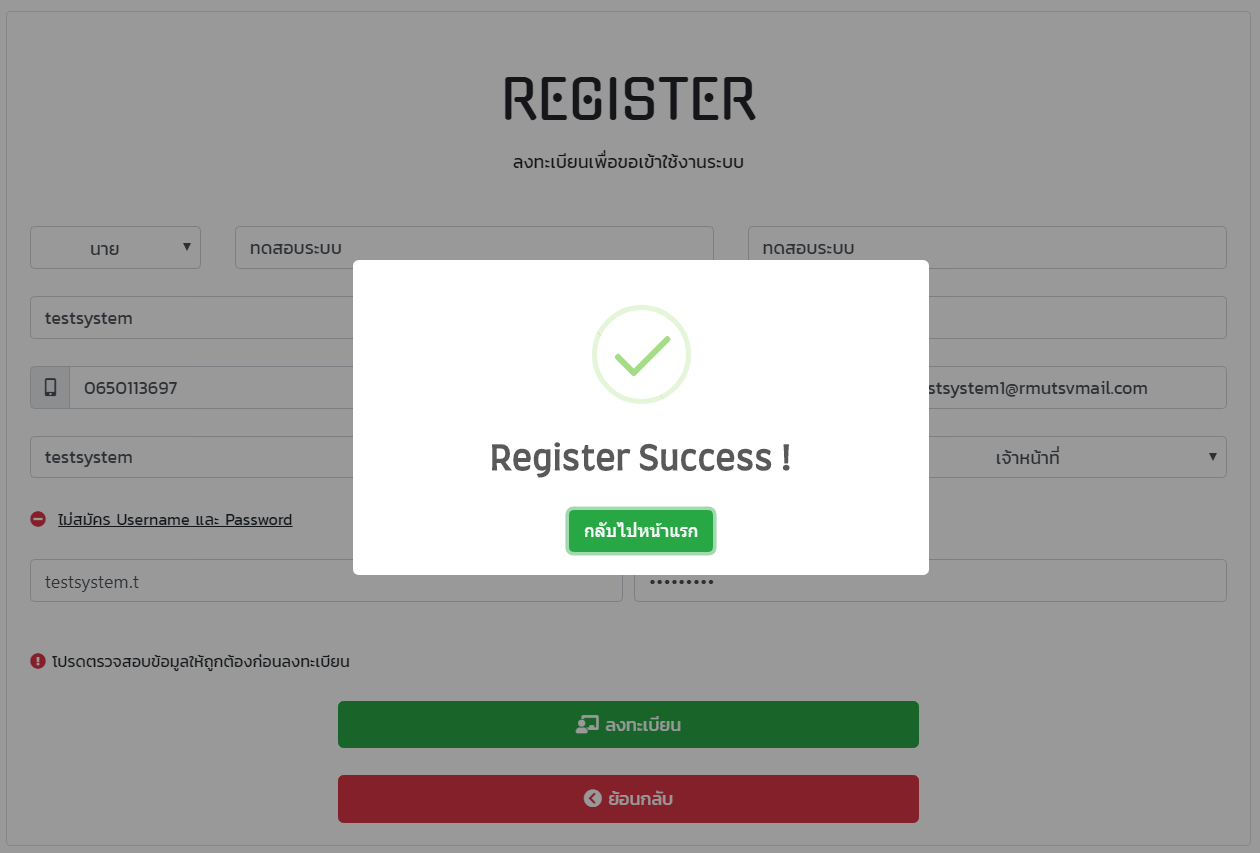 REGISTER
ลงทะเบียนเพื่อขอเข้าใช้งานระบบ
นาย
ทดสอบระบบ
ทดสอบระบบ
testsystem
0650113697
stsystem1@rmutsvmail.com
testsystem
เจ้าหน้าที่
Register Success !
กลับไปหน้าแรก
ไม่สมัคร Username และ Password
testsystem.t
•••••••••
โปรดตรวจสอบข้อมูลให้ถูกต้องก่อนลงทะเบียน
ลงทะเบียน
ย้อนกลับ